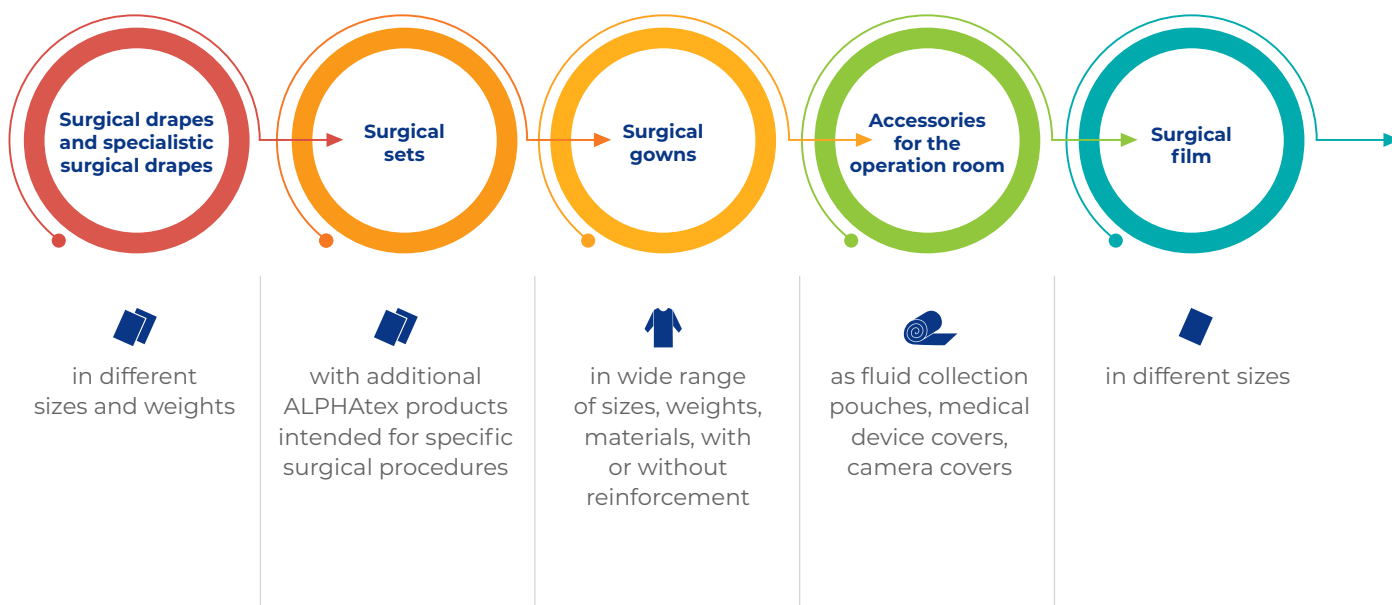 Surgical drapes
and specialistic
surgical drapes
Surgical
sets
Surgical
gowns
Accessories
for the
operation room
Surgical
film
in different
sizes and weights
with additional
ALPHAtex products
intended for specific
surgical procedures
in wide range
of sizes, weights,
materials, with
or without
reinforcement
as fluid collection
pouches, medical
device covers,
camera covers
in different sizes